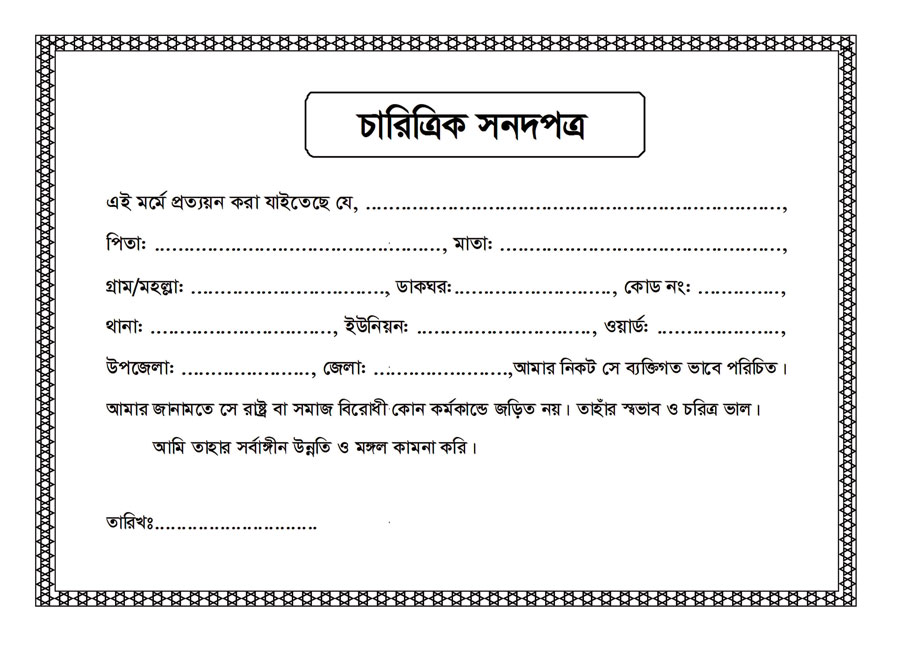 চারিত্রিক সনদপত্র
এই মর্মে প্রত্যয়ন করা যাইতেছে যে, ........................................................................,
পিতা: ................................................, মাতা: ................................................,
গ্রাম/মহল্লা: ................................, ডাকঘর:..........................., কোড নং: ..............,
থানা: ..............................., ইউনিয়ন: .............................., ওয়ার্ড: .....................,
উপজেলা: ......................, জেলা: .......................,আমার নিকট সে ব্যক্তিগত ভাবে পরিচিত।
আমার জানামতে সে রাষ্ট্র বা সমাজ বিরোধী কোন কর্মকান্ডে জড়িত নয়। তাহাঁর স্বভাব ও চরিত্র ভাল।
আমি তাহার সর্বাঙ্গীন উন্নতি ও মঙ্গল কামনা করি।
তারিখঃ............................